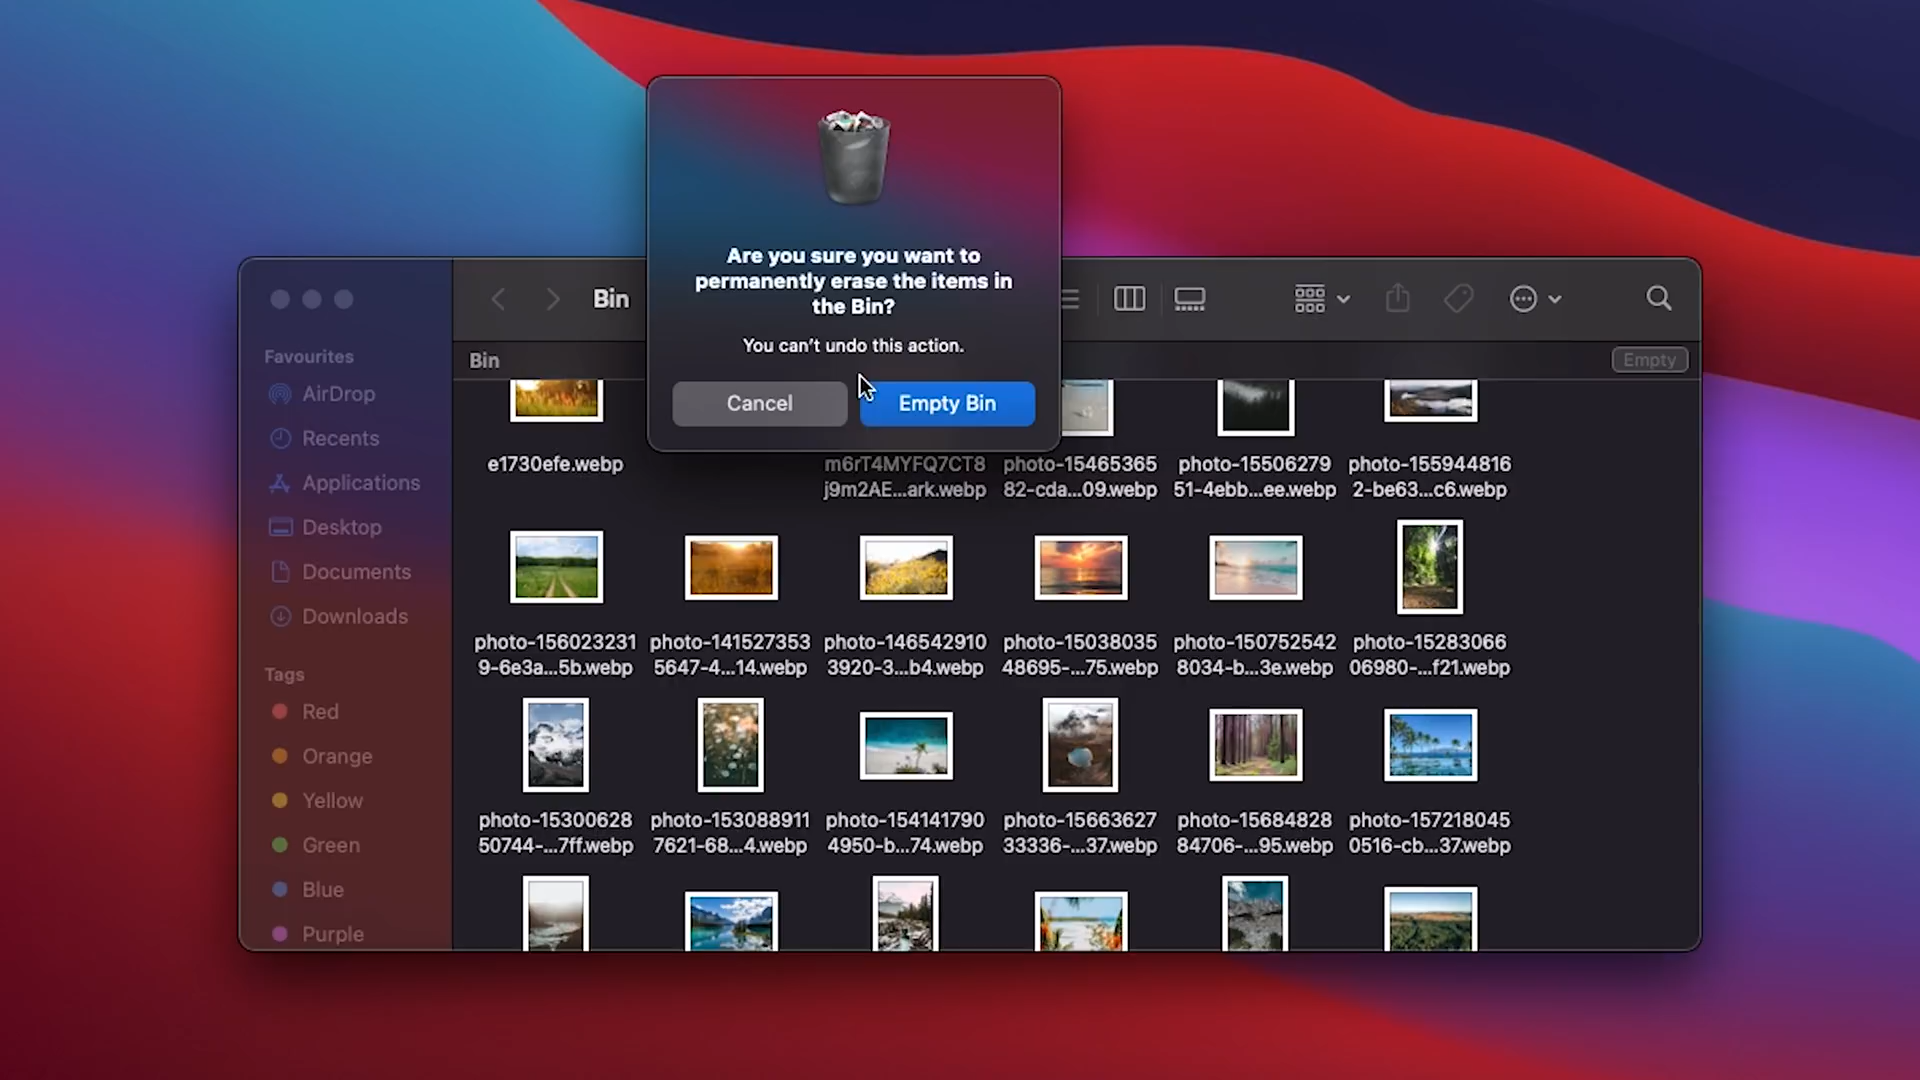 Are you sure you want to
permanently erase the items in
the Bin?
You can't undo this action.
Cancel
Empty Bin
Bin
Bin
Empty
Favourites
AirDrop
Recents
Applications
Desktop
Documents
Downloads
Tags
Red
Orange
Yellow
Green
Blue
Purple
e1730efe.webp
m6rT4MYFQ7CT8
j9m2AE...ark.webp
photo-15465365
82-cda...09.webp
photo-15506279
51-4ebb...ee.webp
photo-155944816
2-be63...c6.webp
photo-156023231
9-6e3a...5b.webp
photo-141527353
5647-4...14.webp
photo-146542910
3920-3...b4.webp
photo-15038035
48695-...75.webp
photo-150752542
8034-b...3e.webp
photo-15283066
06980-...f21.webp
photo-15300628
50744-...7ff.webp
photo-153088911
7621-68...4.webp
photo-154141790
4950-b...74.webp
photo-15663627
33336-...37.webp
photo-15684828
84706-...95.webp
photo-157218045
0516-cb...37.webp